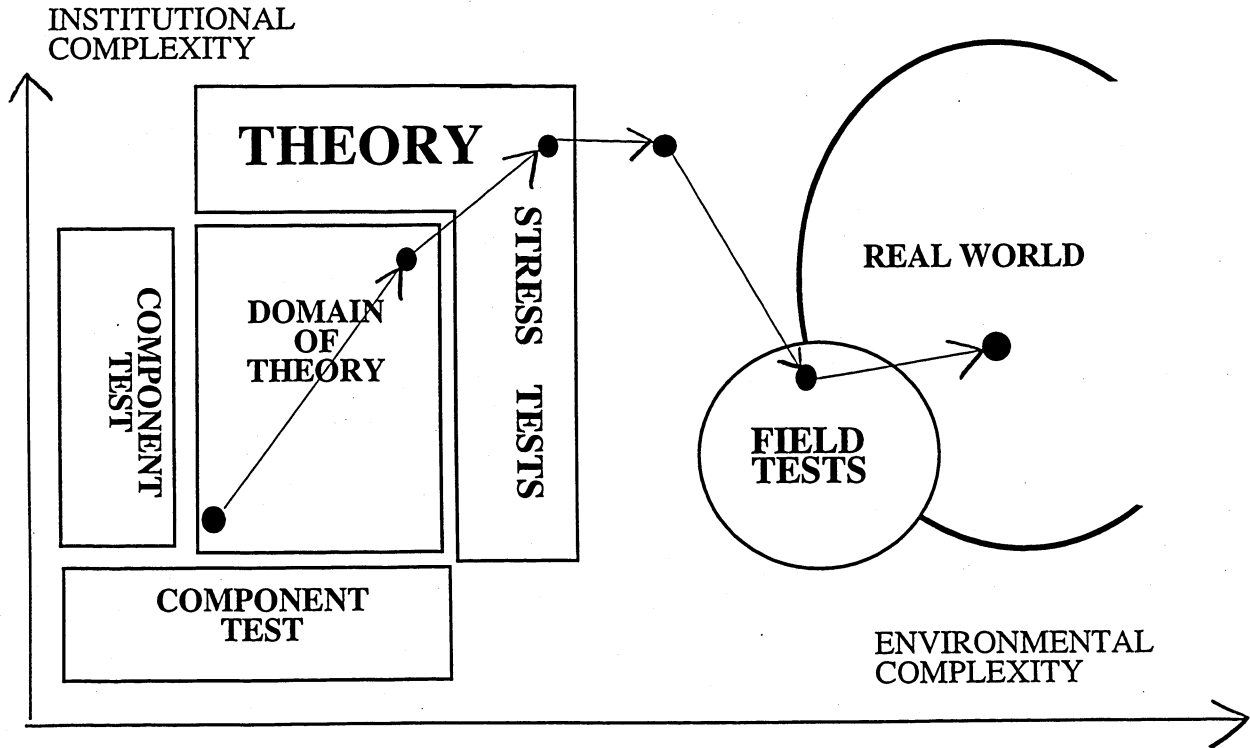 INSTITUTIONAL
COMPLEXITY
THEORY
STRESS TESTS
COMPONENT
TEST
DOMAIN
OF
THEORY
REAL WORLD
FIELD
TESTS
COMPONENT
TEST
ENVIRONMENTAL
COMPLEXITY